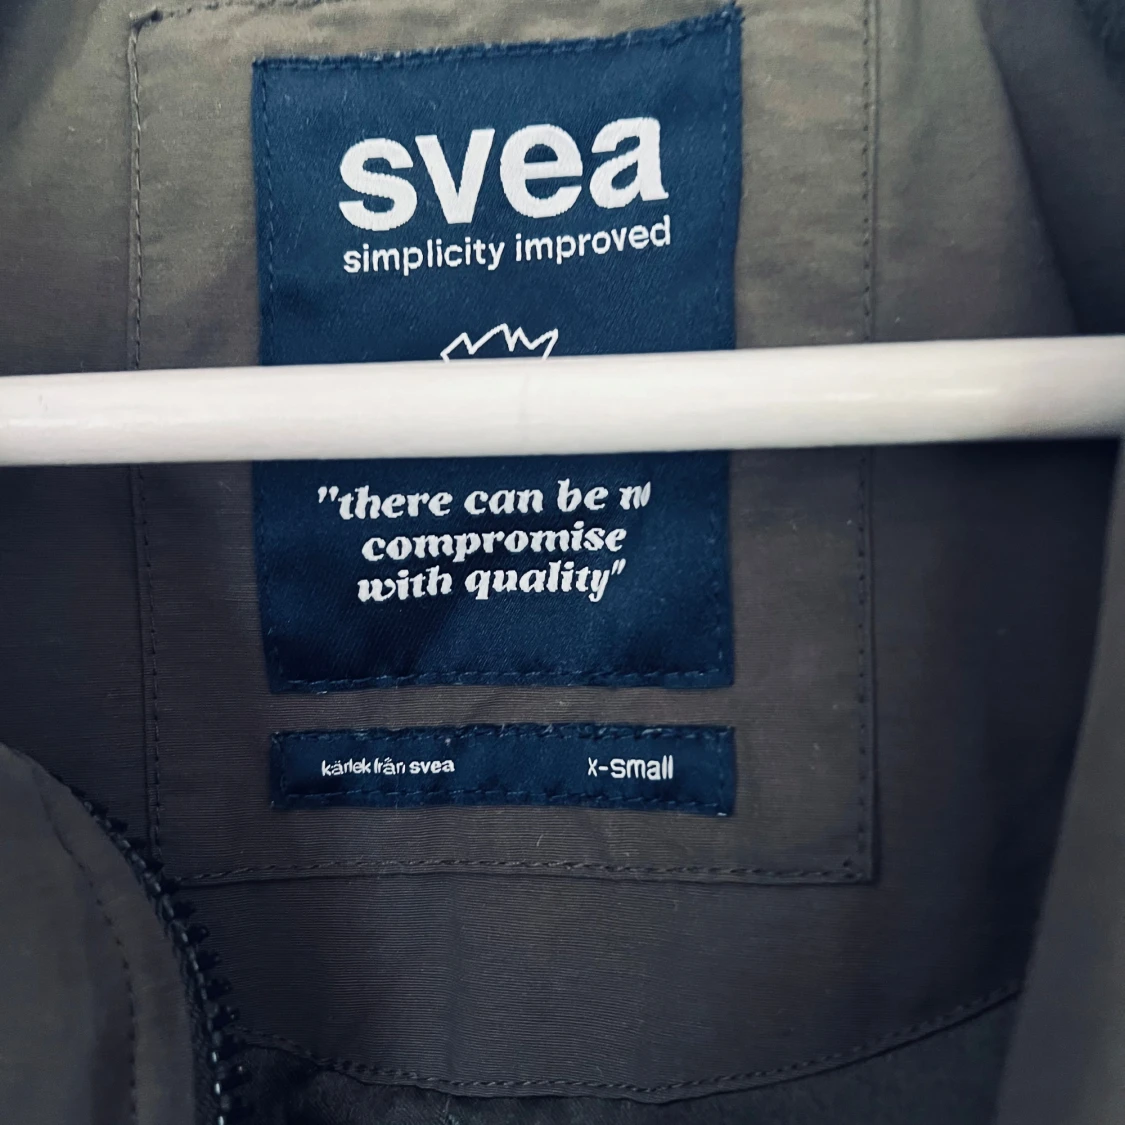 svea
simplicity improved
"there can be
compromise
with quality"
kärlek från svea
X-Small